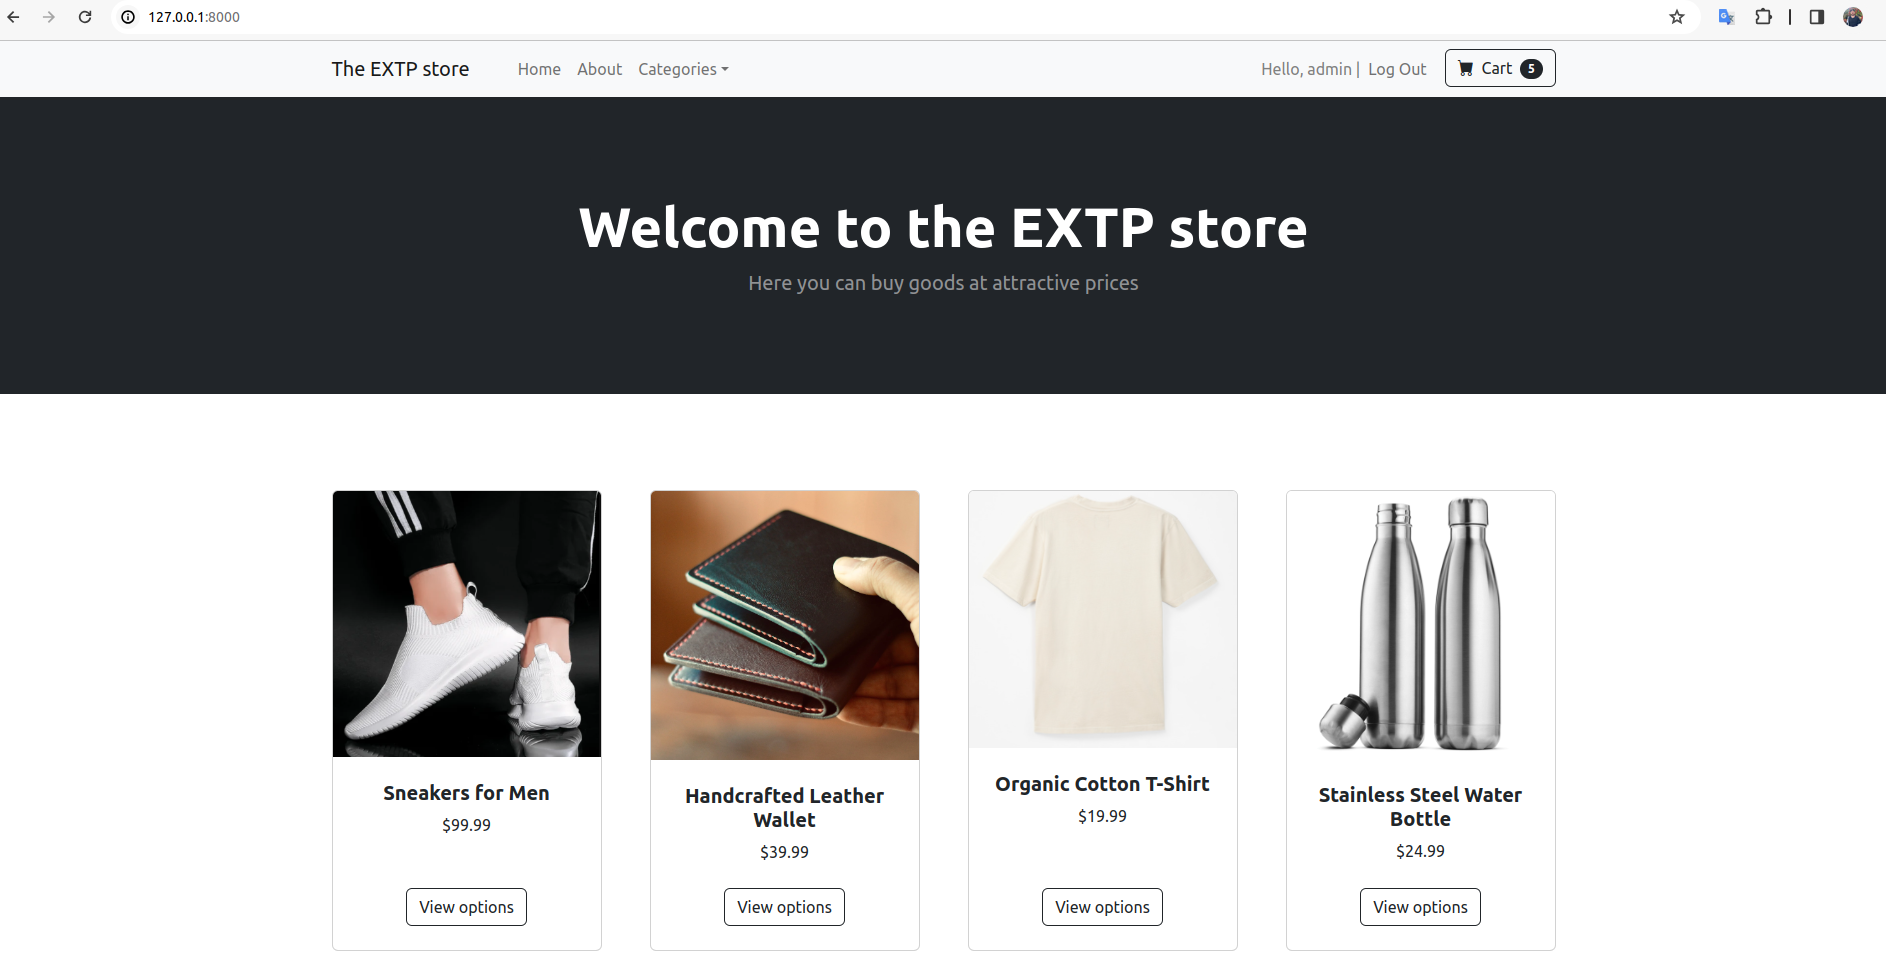 127.0.0.1:8000
The EXTP store Home About Categories Hello, admin | Log Out Cart 5
Welcome to the EXTP store
Here you can buy goods at attractive prices
Sneakers for Men
$99.99
View options
Handcrafted Leather
Wallet
$39.99
View options
Organic Cotton T-Shirt
$19.99
View options
Stainless Steel Water
Bottle
$24.99
View options